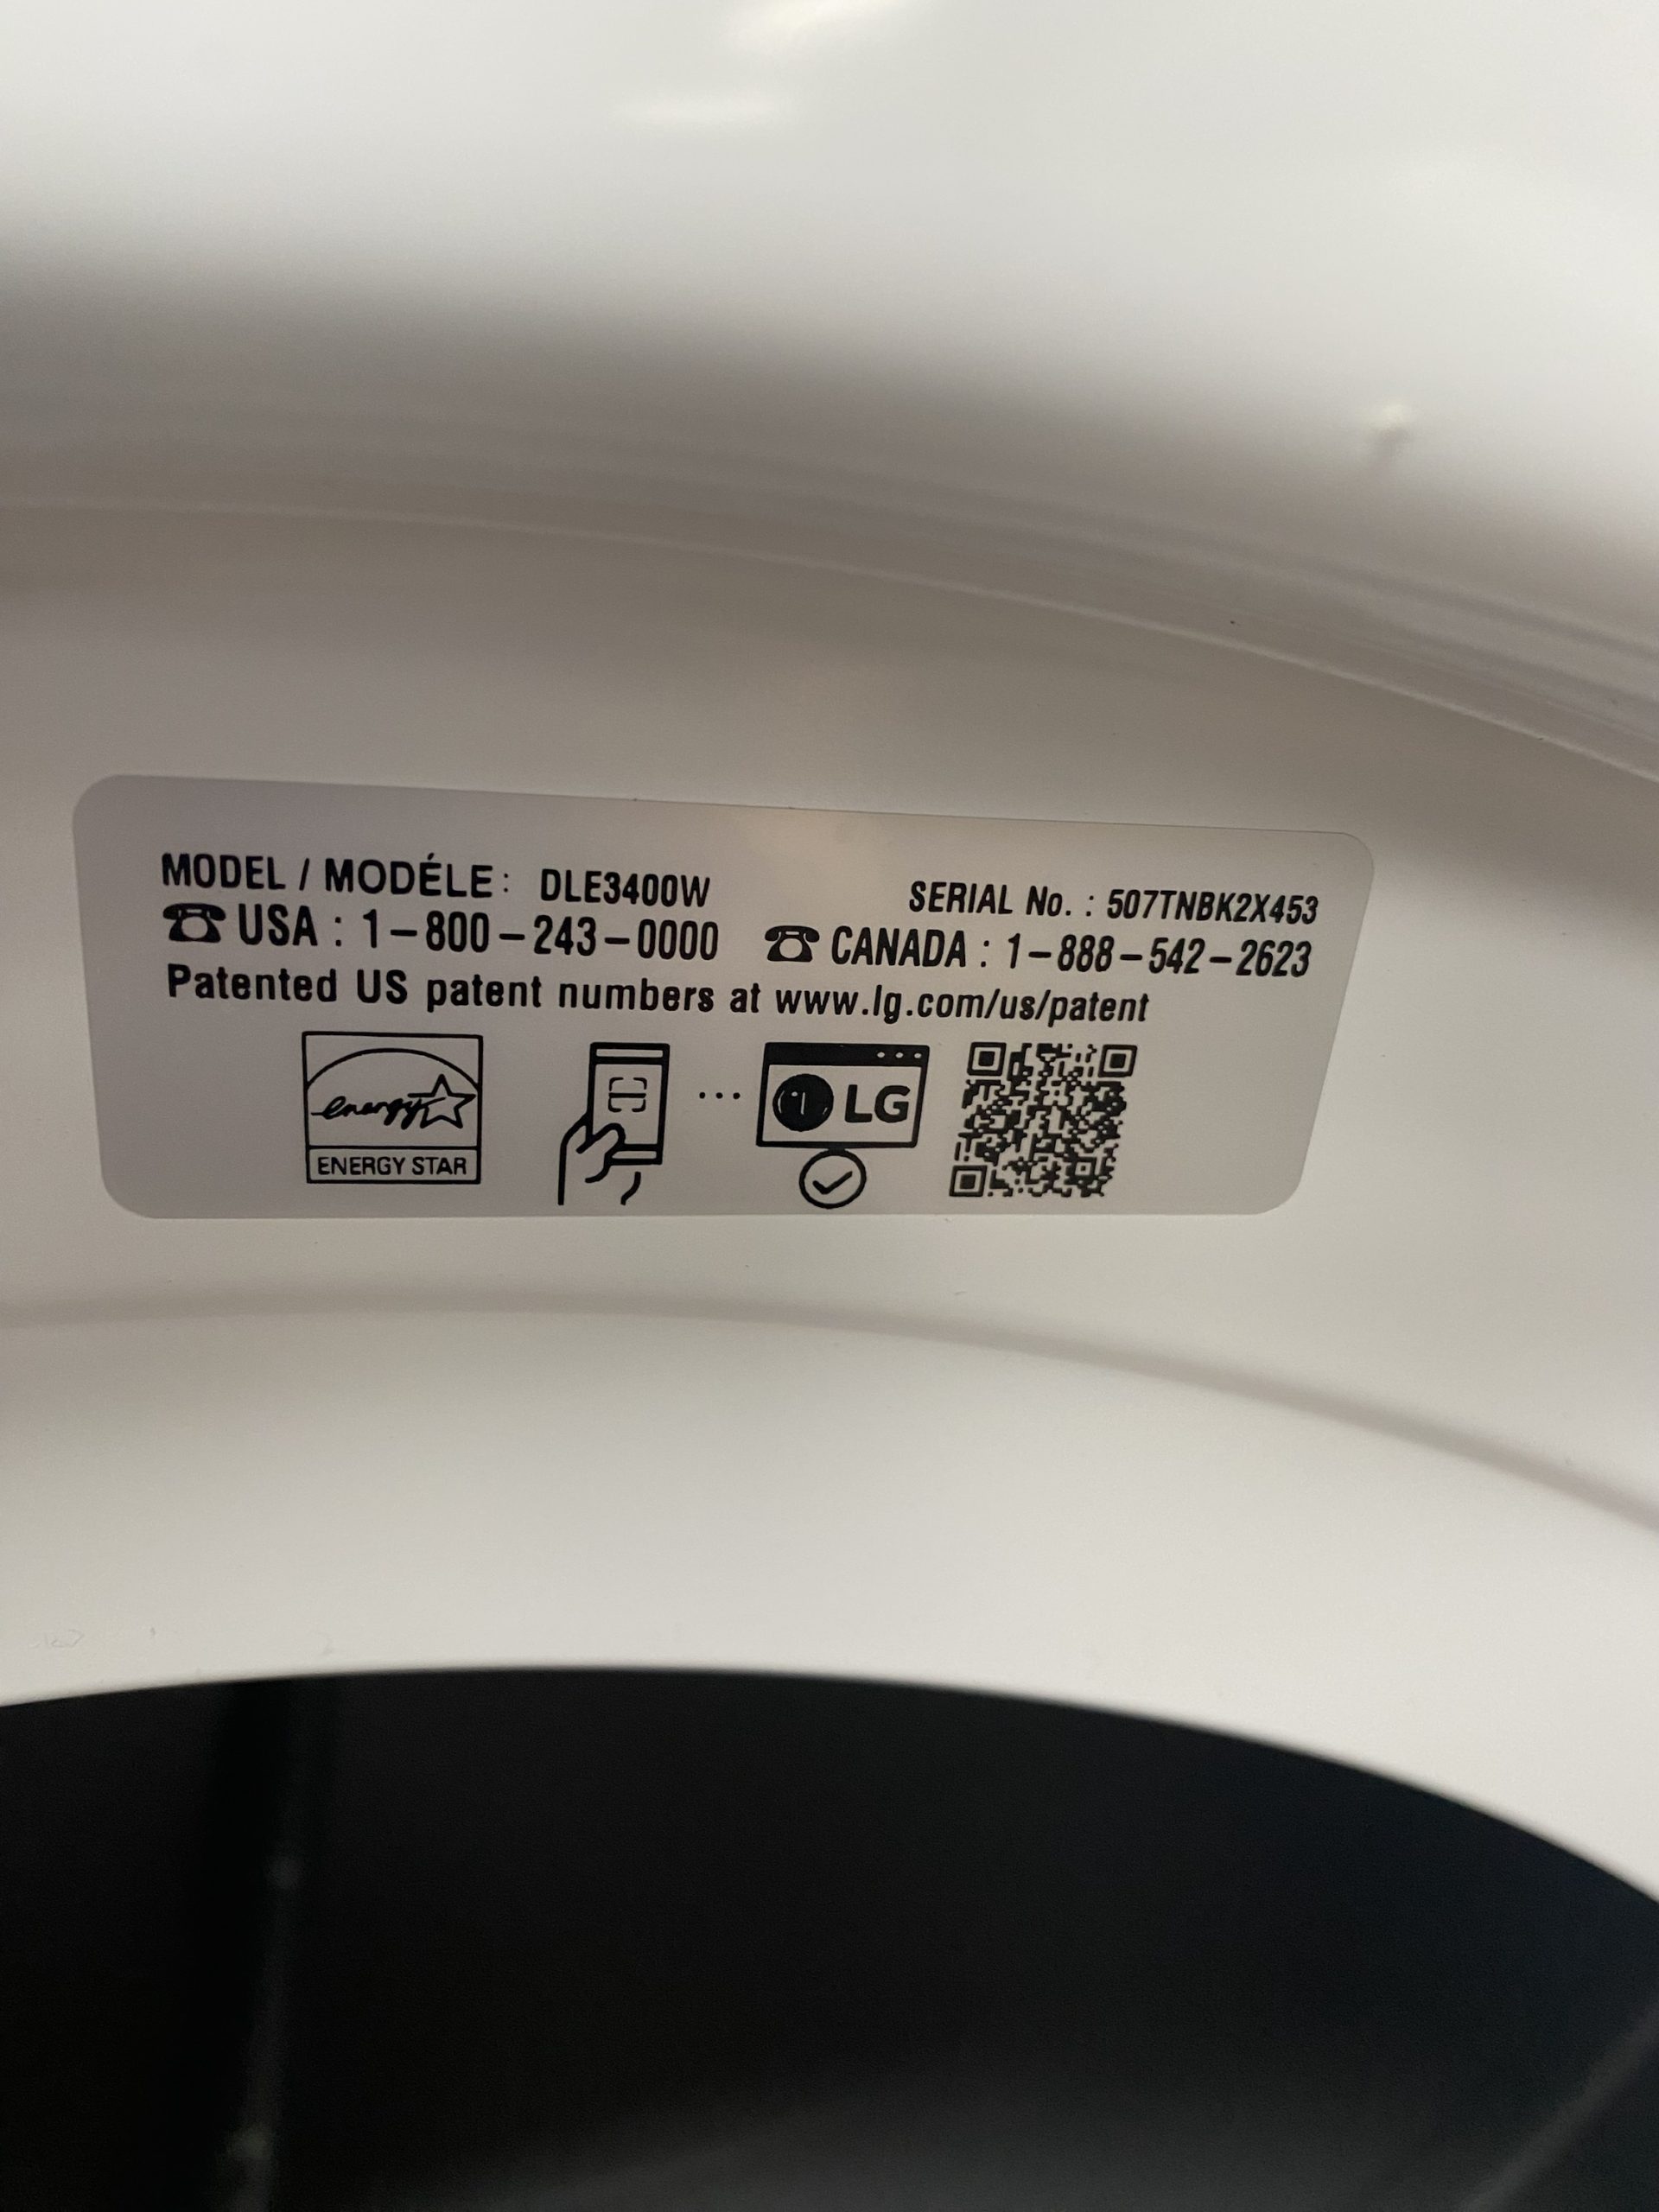 MODEL / MODÉLE : DLE3400W SERIAL No. : 507TNBK2X453
☎ USA : 1-800-243-0000 ☎ CANADA : 1-888-542-2623
Patented US patent numbers at www.lg.com/us/patent
energy
ENERGY STAR
... LG